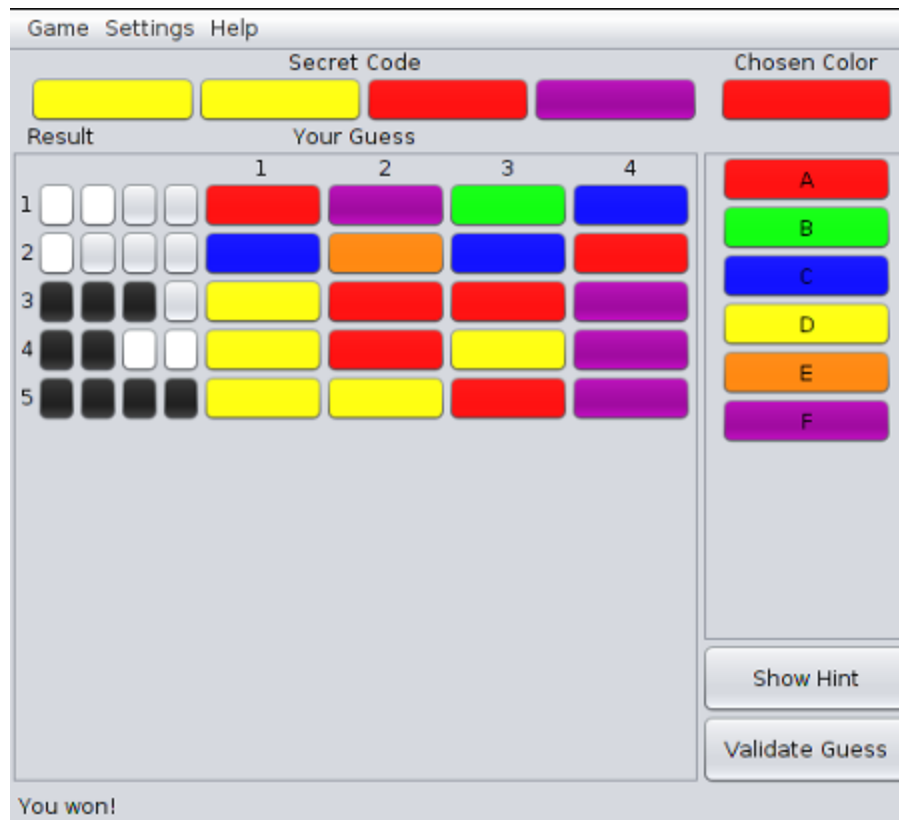 Game Settings Help
Secret Code Chosen Color
Result Your Guess
1 2 3 4
1
2
3
4
5
A
B
C
D
E
F
Show Hint
Validate Guess
You won!